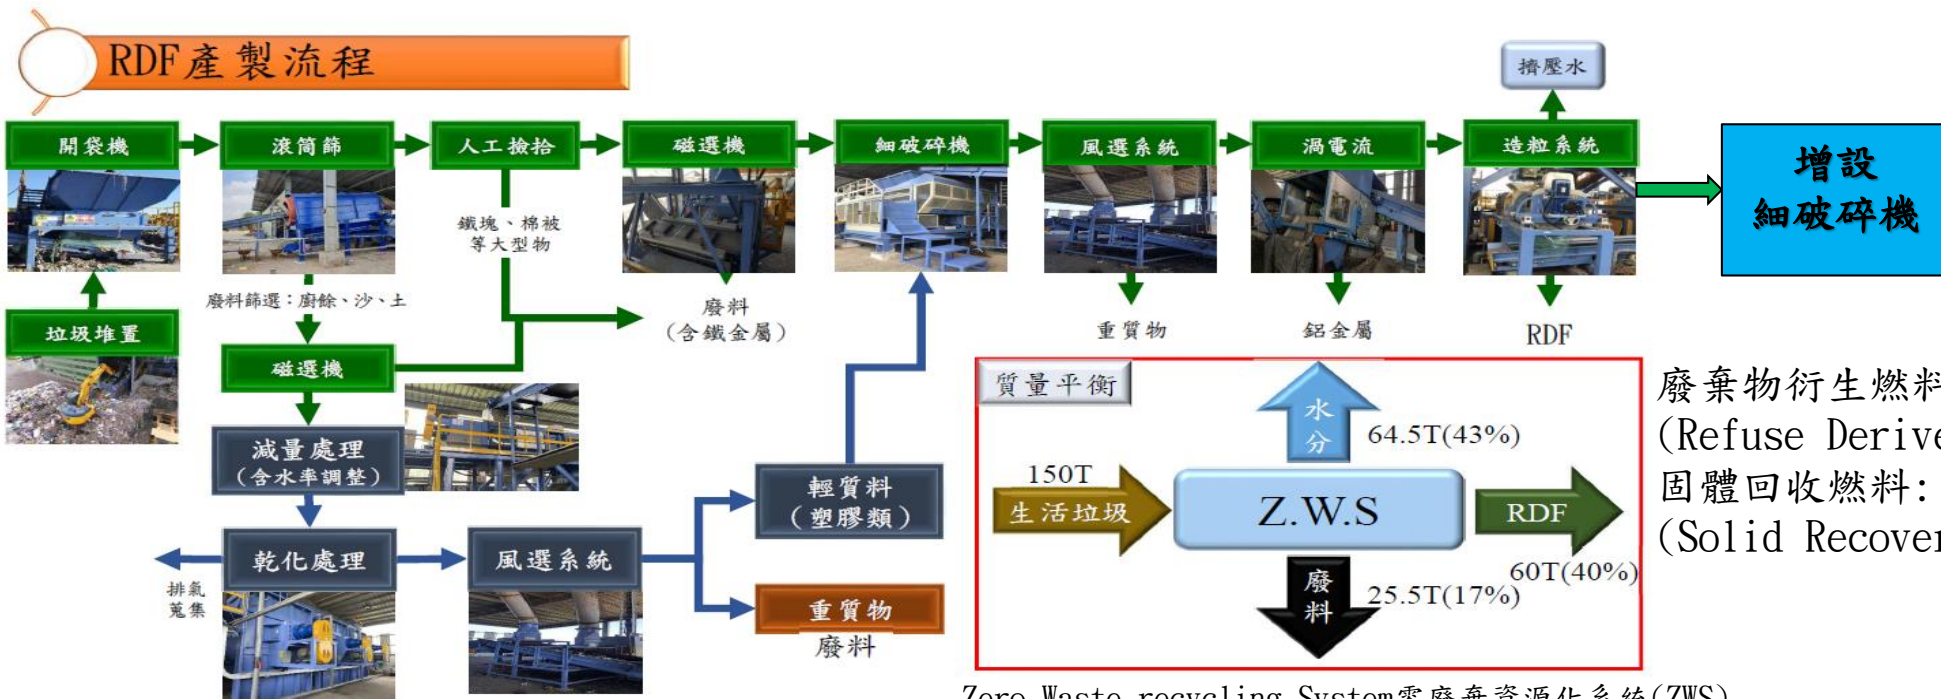 RDF產製流程
擠壓水
開袋機
滾筒篩
人工撿拾
磁選機
細破碎機
風選系統
渦電流
造粒系統
增設
細破碎機
鐵塊、棉被
等大型物
廢料篩選：廚餘、沙、土
廢料
（含鐵金屬）
重質物
鋁金屬
RDF
垃圾堆置
磁選機
減量處理
（含水率調整）
輕質料
（塑膠類）
乾化處理
風選系統
排氣
蒐集
重質物
廢料
質量平衡
水
分
64.5T(43%)
150T
生活垃圾
Z.W.S
RDF
60T(40%)
廢
料
25.5T(17%)
廢棄物衍生燃料
(Refuse Derive
固體回收燃料:
(Solid Recover
Zero Waste recycling System零廢棄資源化系統(ZWS)